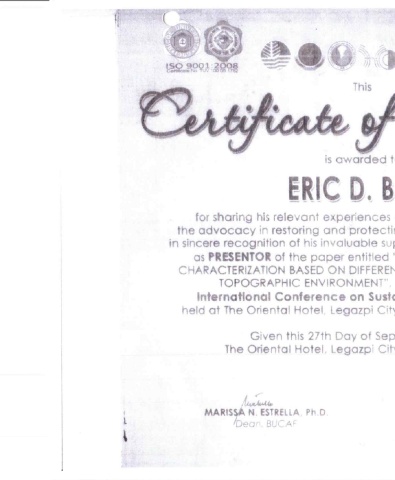 ISO 9001:2008
This
Certificate of
is awarded t
ERIC D. B
for sharing his relevant experiences
the advocacy in restoring and protecti
in sincere recognition of his invaluable sup
as PRESENTOR of the paper entitled "
CHARACTERIZATION BASED ON DIFFEREN
TOPOGRAPHIC ENVIRONMENT".
International Conference on Susta
held at The Oriental Hotel, Legazpi City
Given this 27th Day of Sep
The Oriental Hotel, Legazpi City
MARISSA N. ESTRELLA, Ph.D.
Dean, BUCAF